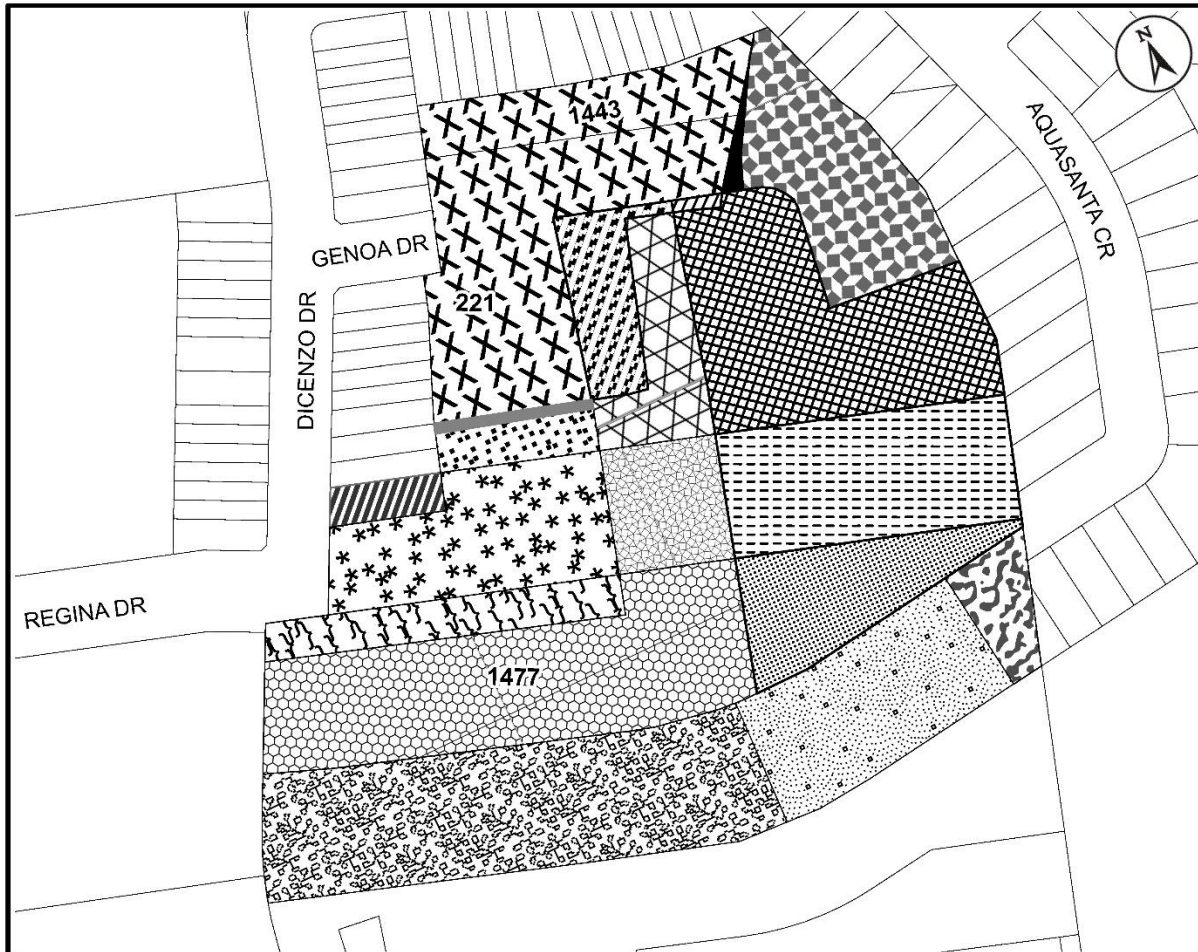 N
1443
AQUASANTA CR
GENOA DR
221
DICENZO DR
REGINA DR
1477